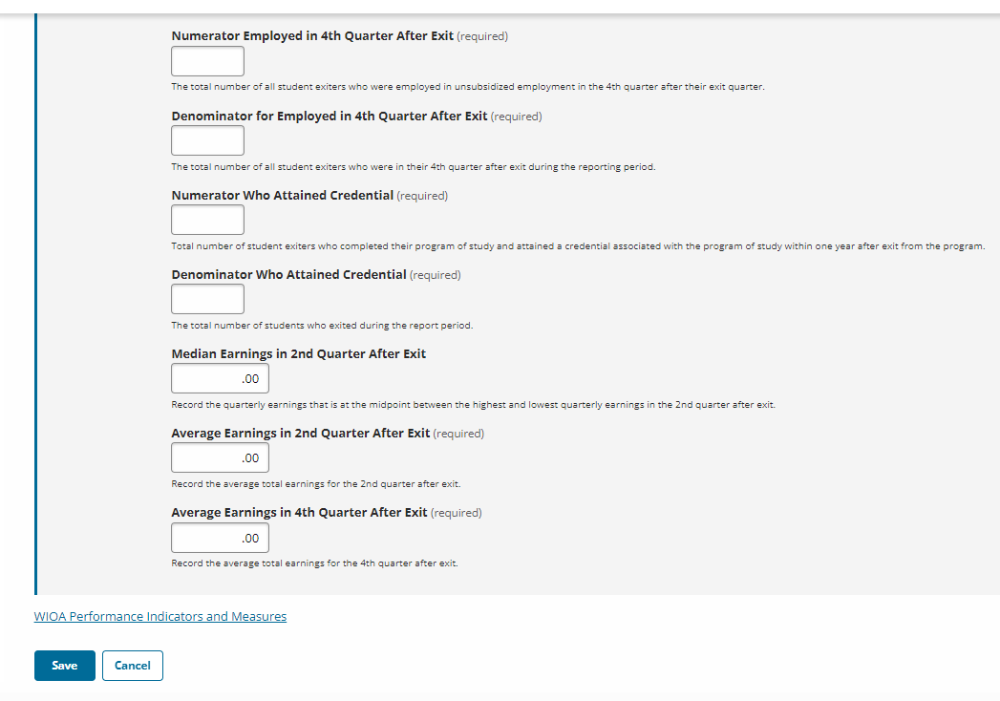 Numerator Employed in 4th Quarter After Exit (required)
The total number of all student exiters who were employed in unsubsidized employment in the 4th quarter after their exit quarter.
Denominator for Employed in 4th Quarter After Exit (required)
The total number of all student exiters who were in their 4th quarter after exit during the reporting period.
Numerator Who Attained Credential (required)
Total number of student exiters who completed their program of study and attained a credential associated with the program of study within one year after exit from the program.
Denominator Who Attained Credential (required)
The total number of students who exited during the report period.
Median Earnings in 2nd Quarter After Exit
.00
Record the quarterly earnings that is at the midpoint between the highest and lowest quarterly earnings in the 2nd quarter after exit.
Average Earnings in 2nd Quarter After Exit (required)
.00
Record the average total earnings for the 2nd quarter after exit.
Average Earnings in 4th Quarter After Exit (required)
.00
Record the average total earnings for the 4th quarter after exit.
WIOA Performance Indicators and Measures
Save Cancel